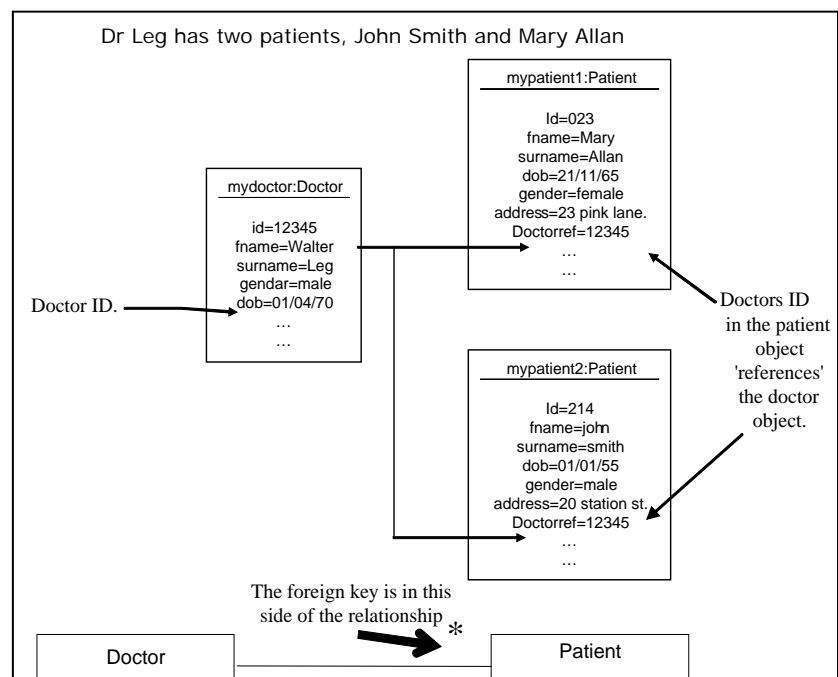 Dr Leg has two patients, John Smith and Mary Allan
mypatient1:Patient
Id=023
fname=Mary
surname=Allan
dob=21/11/65
gender=female
address=23 pink lane.
Doctorref=12345
…
…
mydoctor:Doctor
id=12345
fname=Walter
surname=Leg
gendar=male
dob=01/04/70
…
…
Doctor ID.
Doctors ID
in the patient
object
'references'
the doctor
object.
mypatient2:Patient
Id=214
fname=john
surname=smith
dob=01/01/55
gender=male
address=20 station st.
Doctorref=12345
…
…
The foreign key is in this
side of the relationship
*
Doctor
Patient